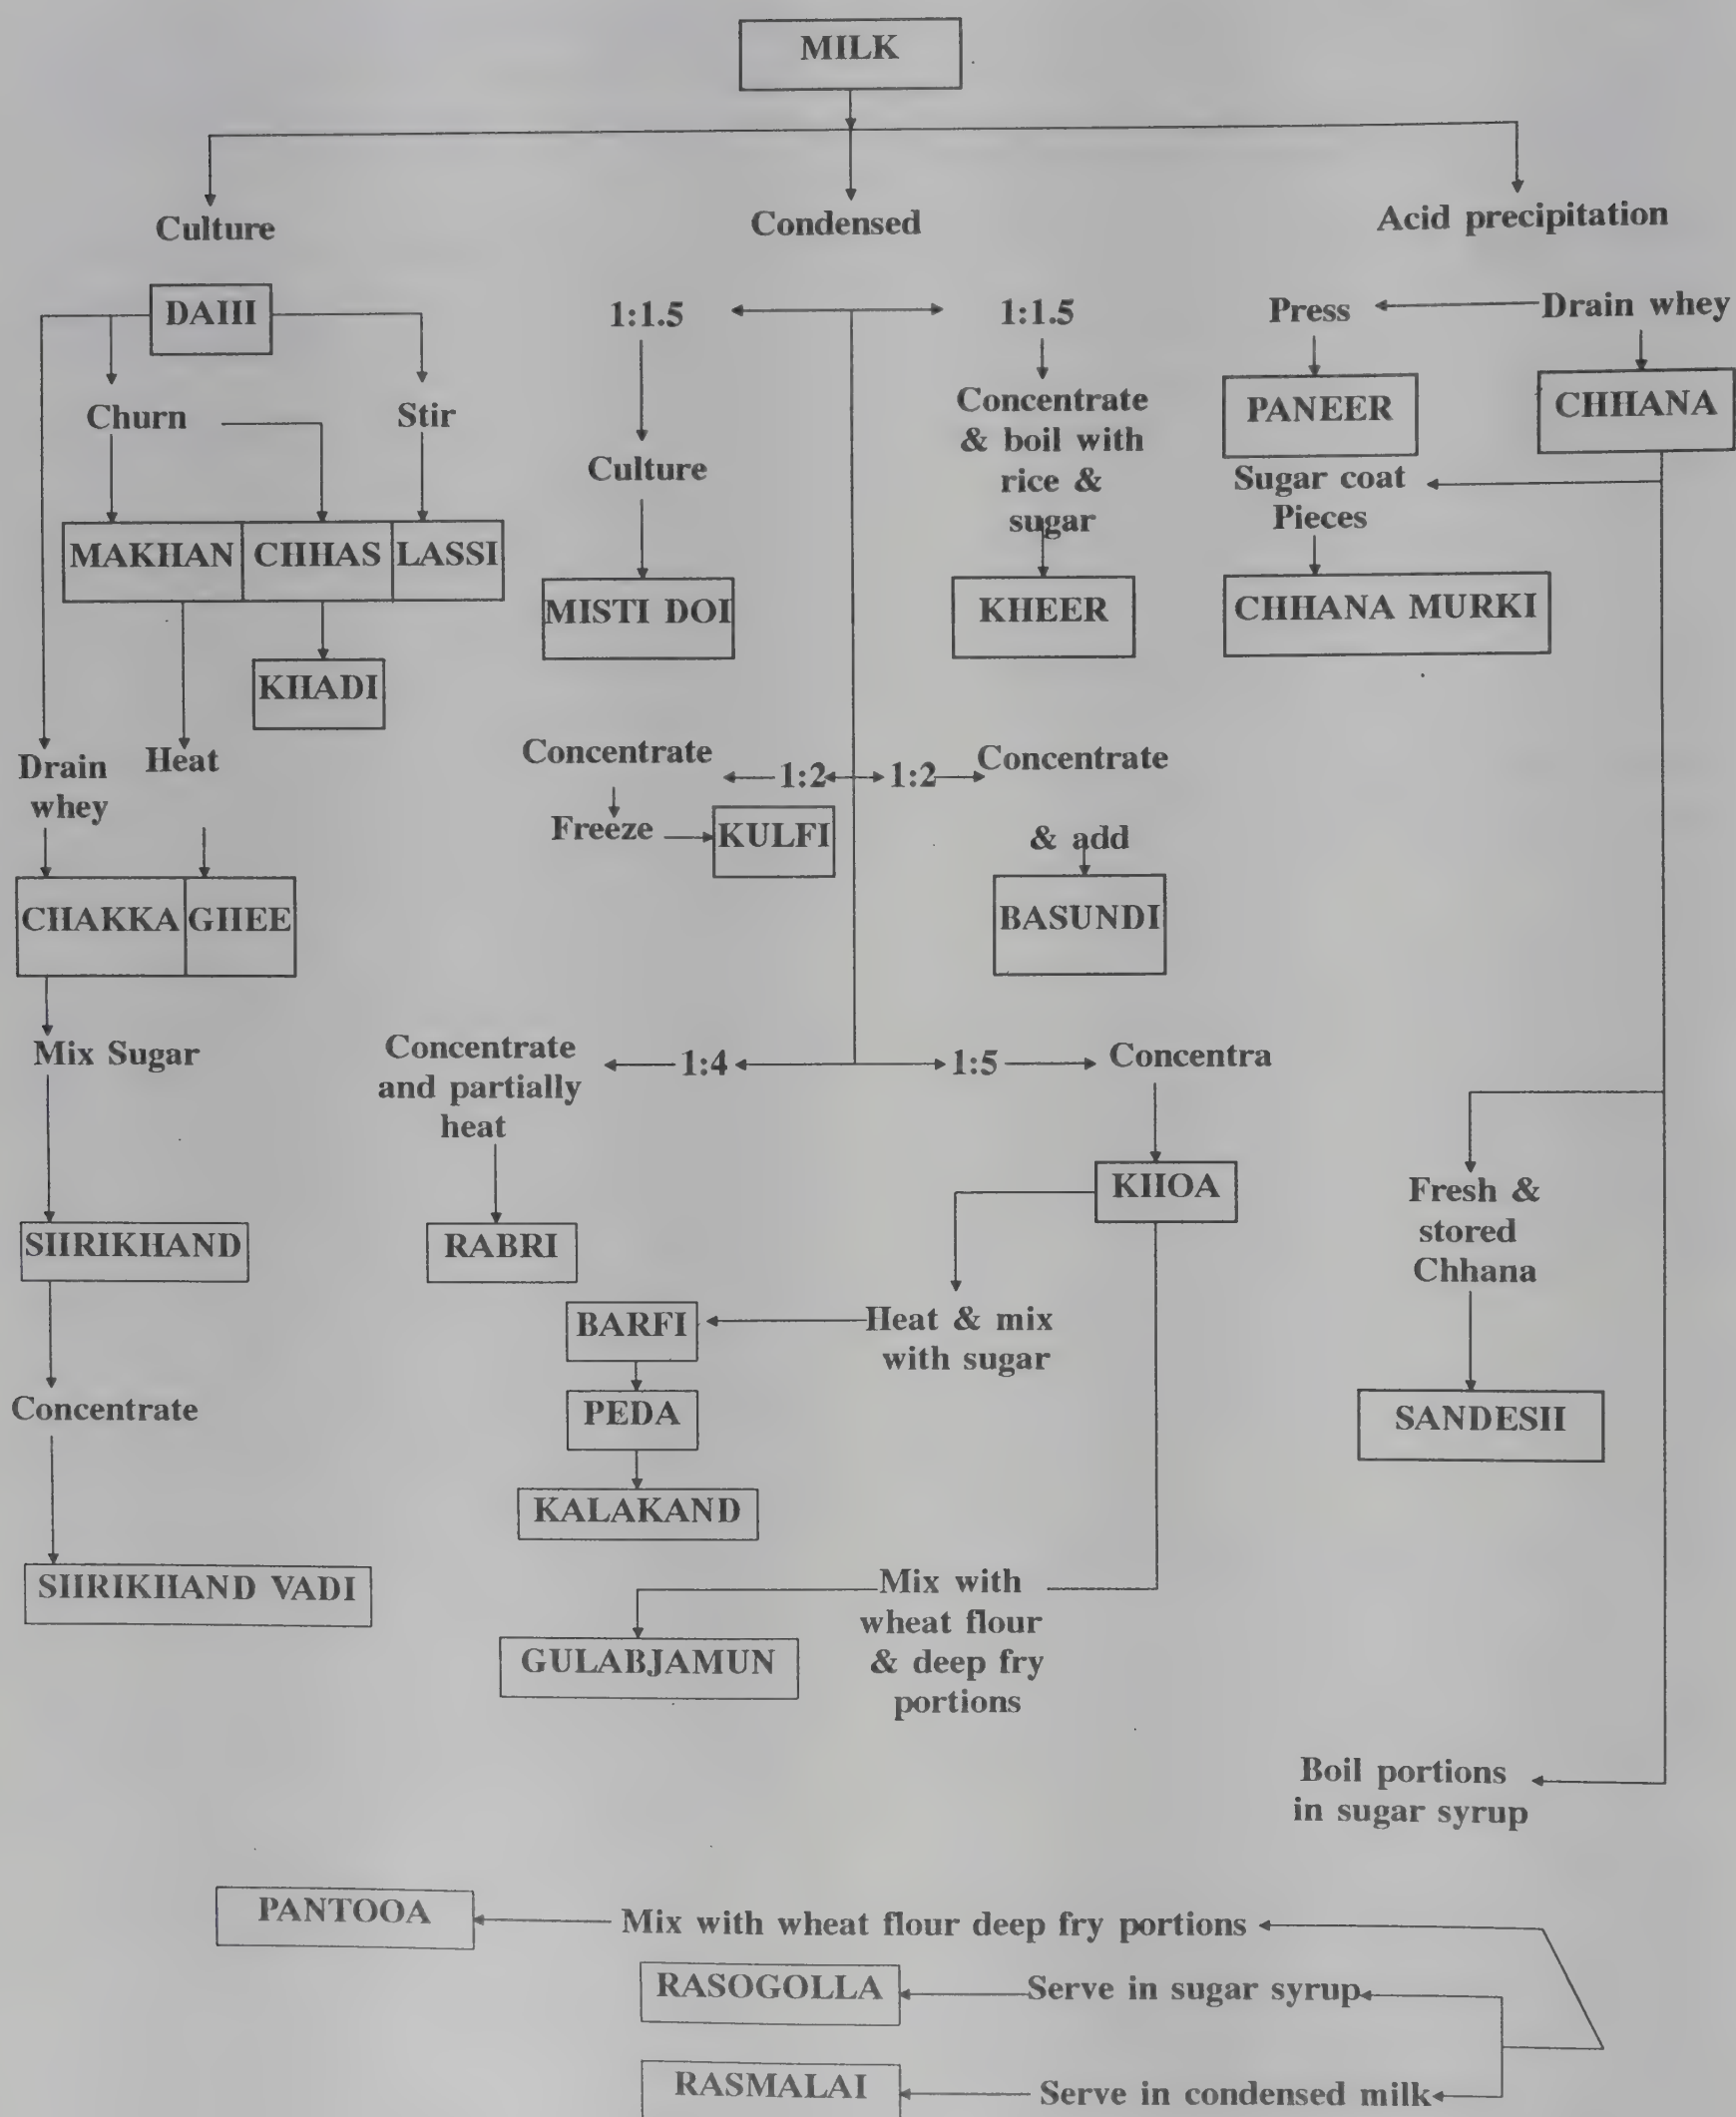 MILK
Culture
Condensed
Acid precipitation
DAHI
1:1.5
1:1.5
Press
Drain whey
Churn
Stir
Culture
Concentrate
& boil with
rice &
sugar
PANEER
CHHANA
Sugar coat
Pieces
MAKHAN
CHHAS
LASSI
MISTI DOI
KHEER
CHHANA MURKI
KHADI
Drain
whey
Heat
Concentrate
1:2
1:2
Concentrate
Freeze
KULFI
& add
CHAKKA
GHEE
BASUNDI
Mix Sugar
Concentrate
and partially
heat
1:4
1:5
Concentra
KHOA
Fresh &
stored
Chhana
SHRIKHAND
RABRI
BARFI
Heat & mix
with sugar
PEDA
Concentrate
SANDESH
KALAKAND
SHRIKHAND VADI
Mix with
wheat flour
& deep fry
portions
GULABJAMUN
Boil portions
in sugar syrup
PANTOOA
Mix with wheat flour deep fry portions
RASOGOLLA
Serve in sugar syrup
RASMALAI
Serve in condensed milk